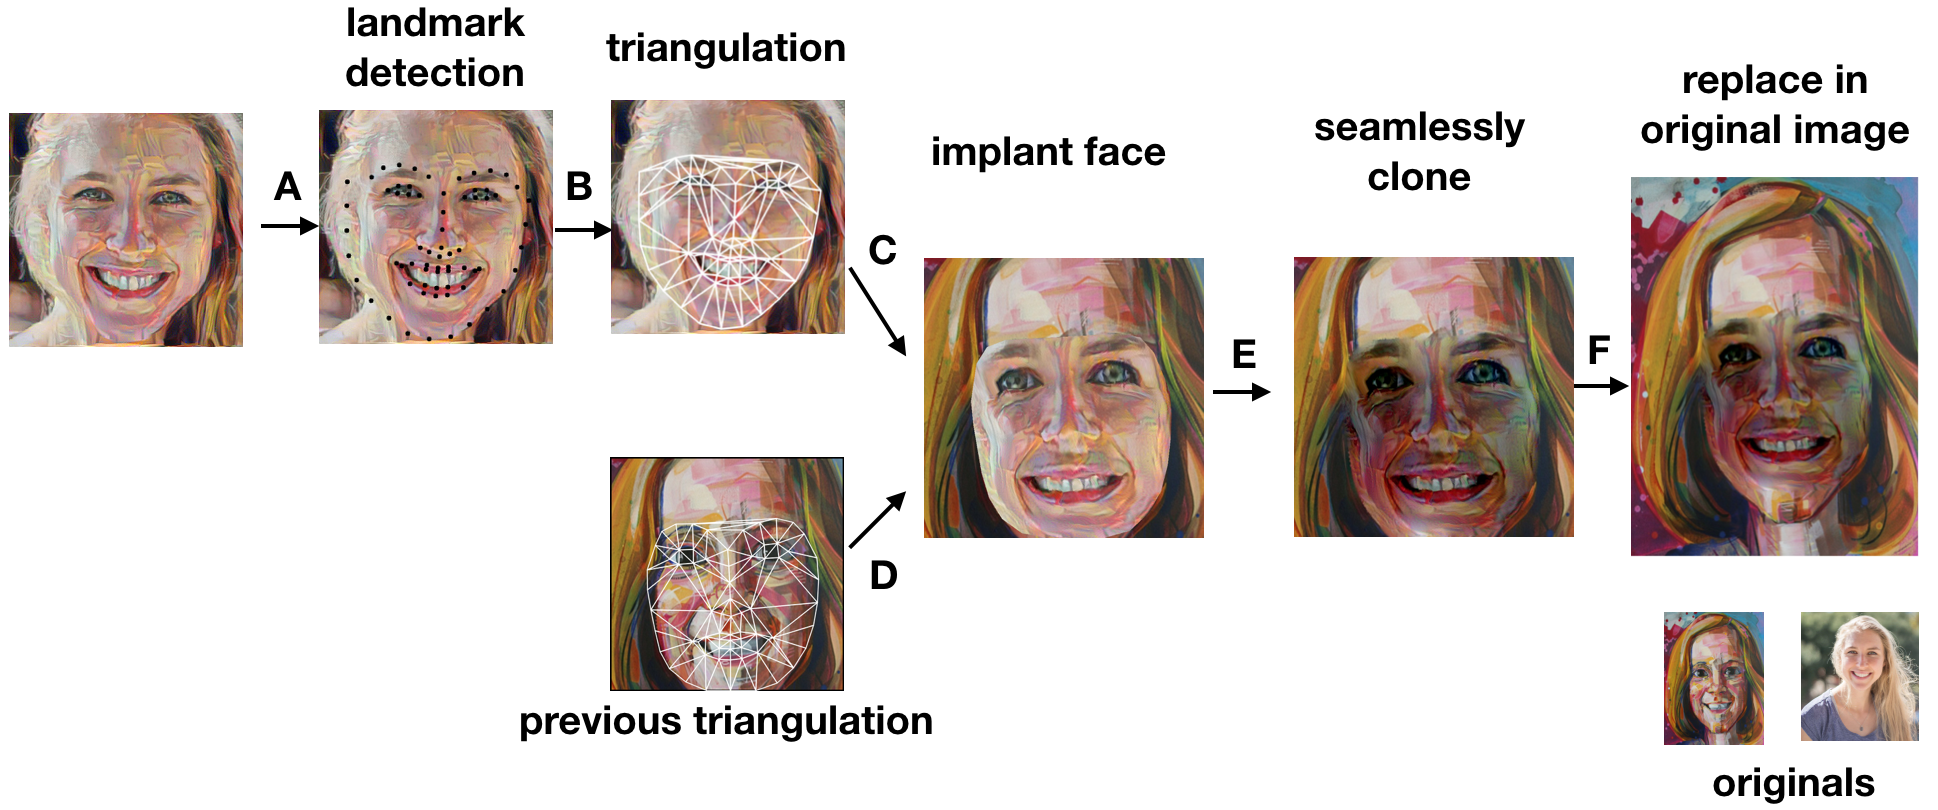 landmark
detection
triangulation
implant face
seamlessly
clone
replace in
original image
A
B
C
D
E
F
previous triangulation
originals